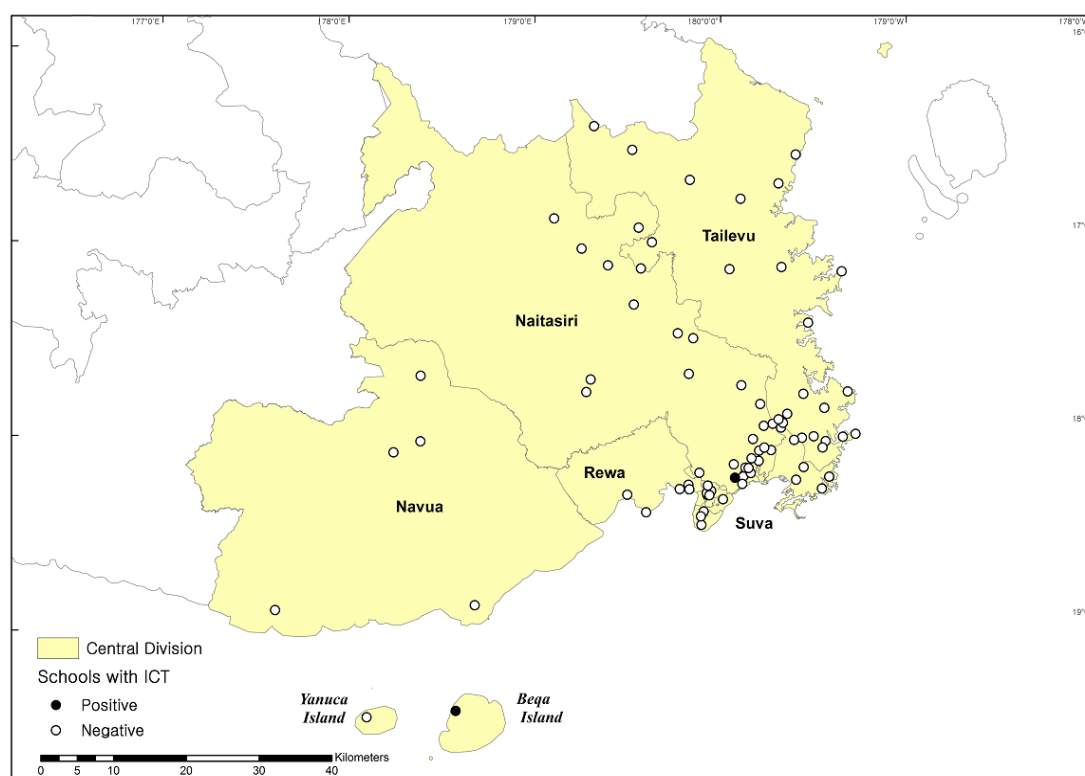 177°0'E 178°0'E 179°0'E 180°0'0" 179°0'W 178°0'W
16°
17°
Tailevu
Naitasiri
18°
Rewa
Navua
Suva
19°
Central Division
Schools with ICT
Positive
Negative
Yanuca
Island
Beqa
Island
Kilometers
0 5 10 20 30 40